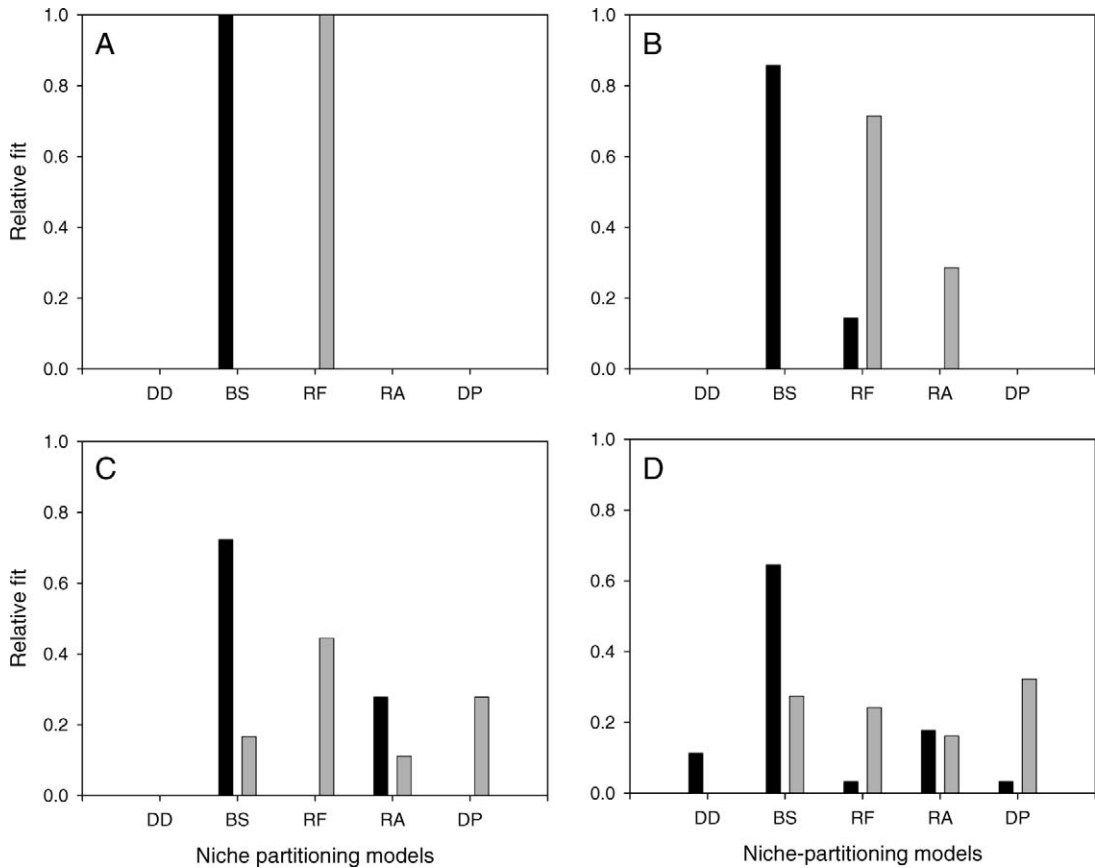 A
Relative fit
1.0
0.8
0.6
0.4
0.2
0.0
DD BS RF RA DP
B
1.0
0.8
0.6
0.4
0.2
0.0
DD BS RF RA DP
C
Relative fit
1.0
0.8
0.6
0.4
0.2
0.0
DD BS RF RA DP
Niche partitioning models
D
1.0
0.8
0.6
0.4
0.2
0.0
DD BS RF RA DP
Niche-partitioning models